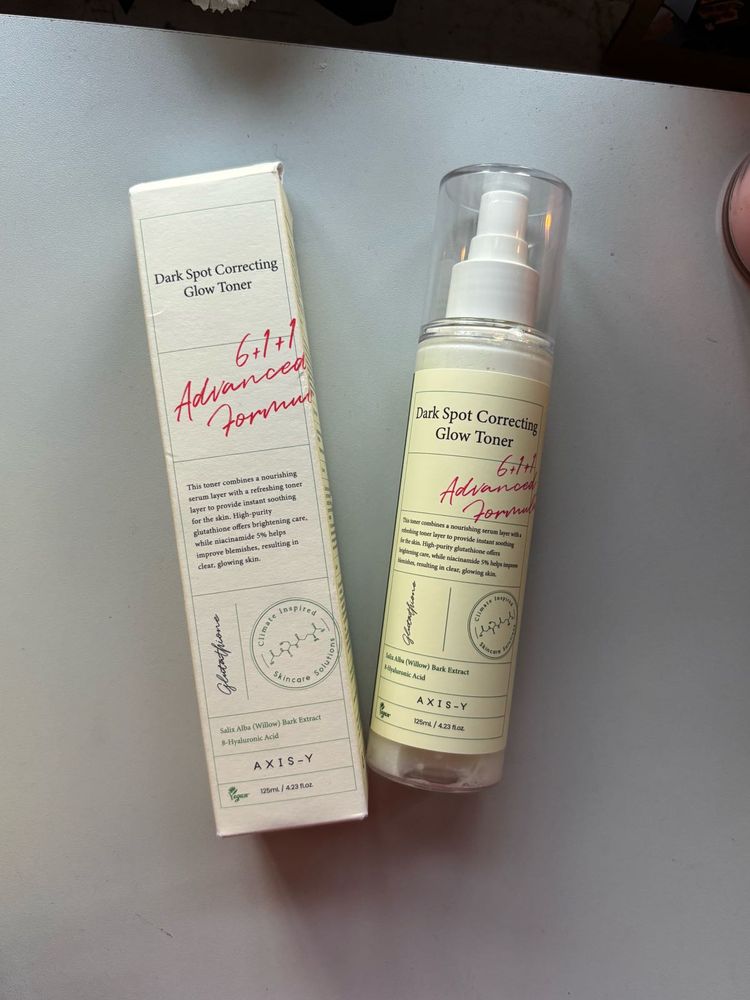 Dark Spot Correcting
Glow Toner
6+1+1
Advanced
This toner combines a nourishing
serum layer with a refreshing toner
layer to provide instant soothing
for the skin. High-purity
glutathione offers brightening care,
while niacinamide 5% helps
improve blemishes, resulting in
clear, glowing skin.
Glutathione
Climate Inspired
Skincare Solutions
Salix Alba (Willow) Bark Extract
8-Hyaluronic Acid
AXIS-Y
Vegan
125mL / 4.23 fl.oz.
Dark Spot Correcting
Glow Toner
6+1+1
Advanced
This toner combines a nourishing serum layer with a
refreshing toner layer to provide instant soothing
for the skin. High-purity glutathione offers
brightening care, while niacinamide 5% helps improve
blemishes, resulting in clear, glowing skin.
Glutathione
Climate Inspired
Skincare Solutions
Salix Alba (Willow) Bark Extract
8-Hyaluronic Acid
AXIS-Y
Vegan
125mL / 4.23 fl.oz.